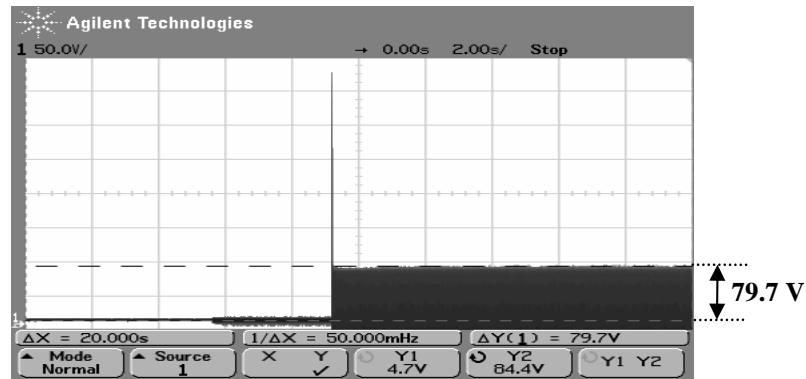 Agilent Technologies
1 50.0V/ → 0.00s 2.00s/ Stop
79.7 V
1
ΔX = 20.000s 1/ΔX = 50.000mHz ΔY(1) = 79.7V
Mode Normal Source 1 X Y ✓ Y1 4.7V Y2 84.4V Y1 Y2